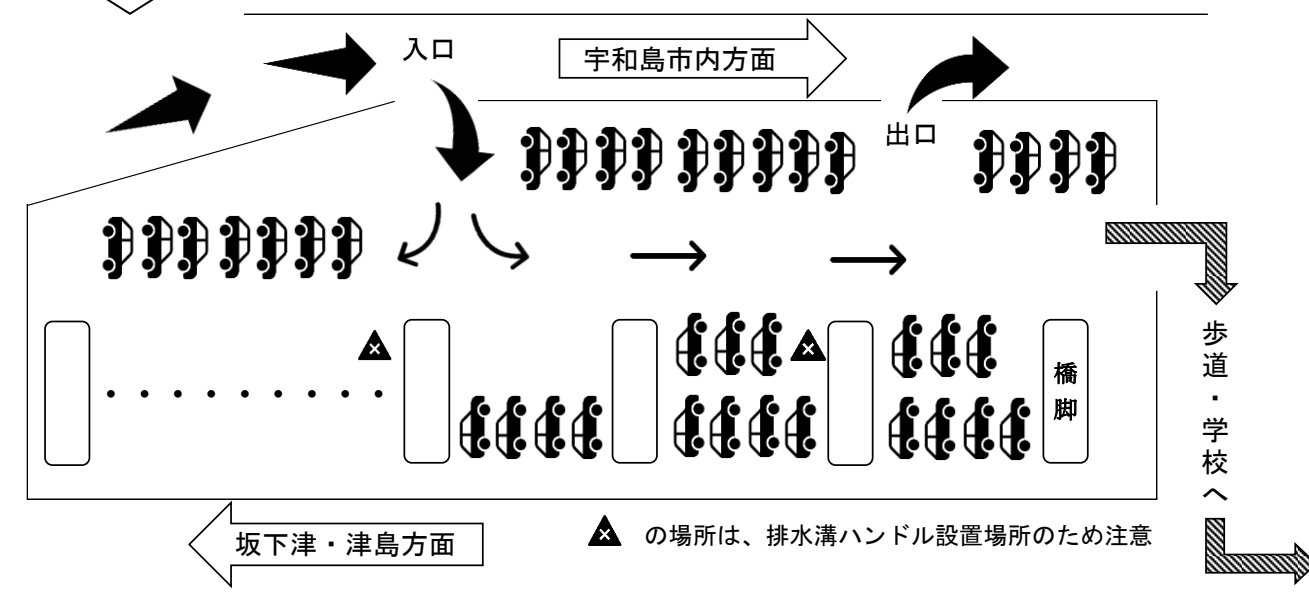 入口
宇和島市内方面
出口
橋脚
歩道・学校へ
坂下津・津島方面
の場所は、排水溝ハンドル設置場所のため注意